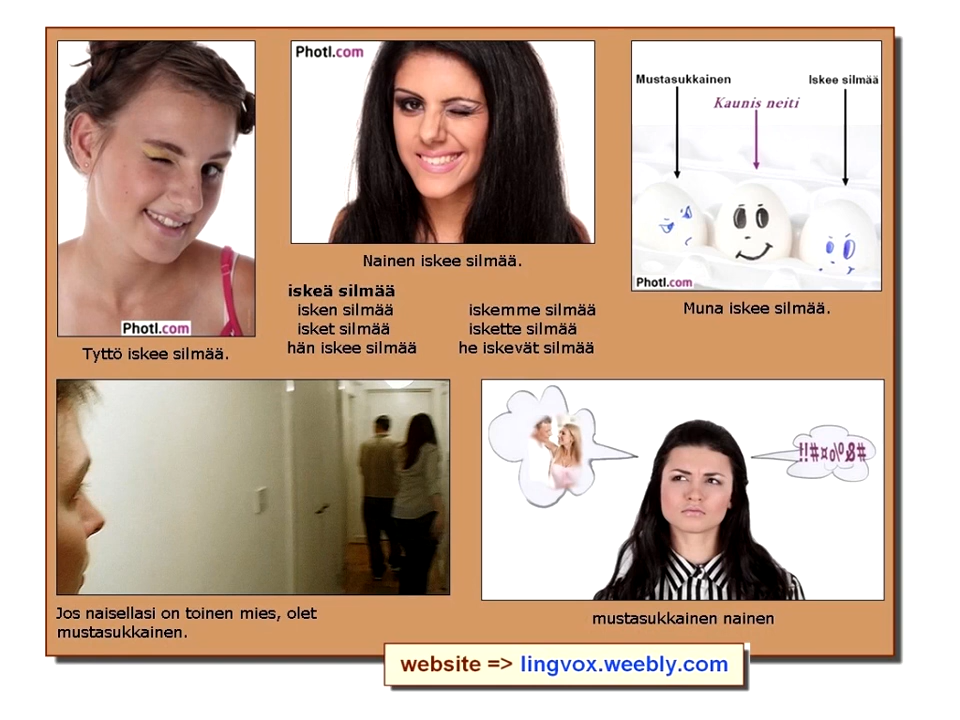 Photl.com
Tyttö iskee silmää.
Photl.com
Nainen iskee silmää.
iskeä silmää
isken silmää iskemme silmää
isket silmää iskette silmää
hän iskee silmää he iskevät silmää
Mustasukkainen Iskee silmää
Kaunis neiti
Photl.com
Muna iskee silmää.
Jos naisellasi on toinen mies, olet
mustasukkainen.
!!#¤%&#
mustasukkainen nainen
website => lingvox.weebly.com